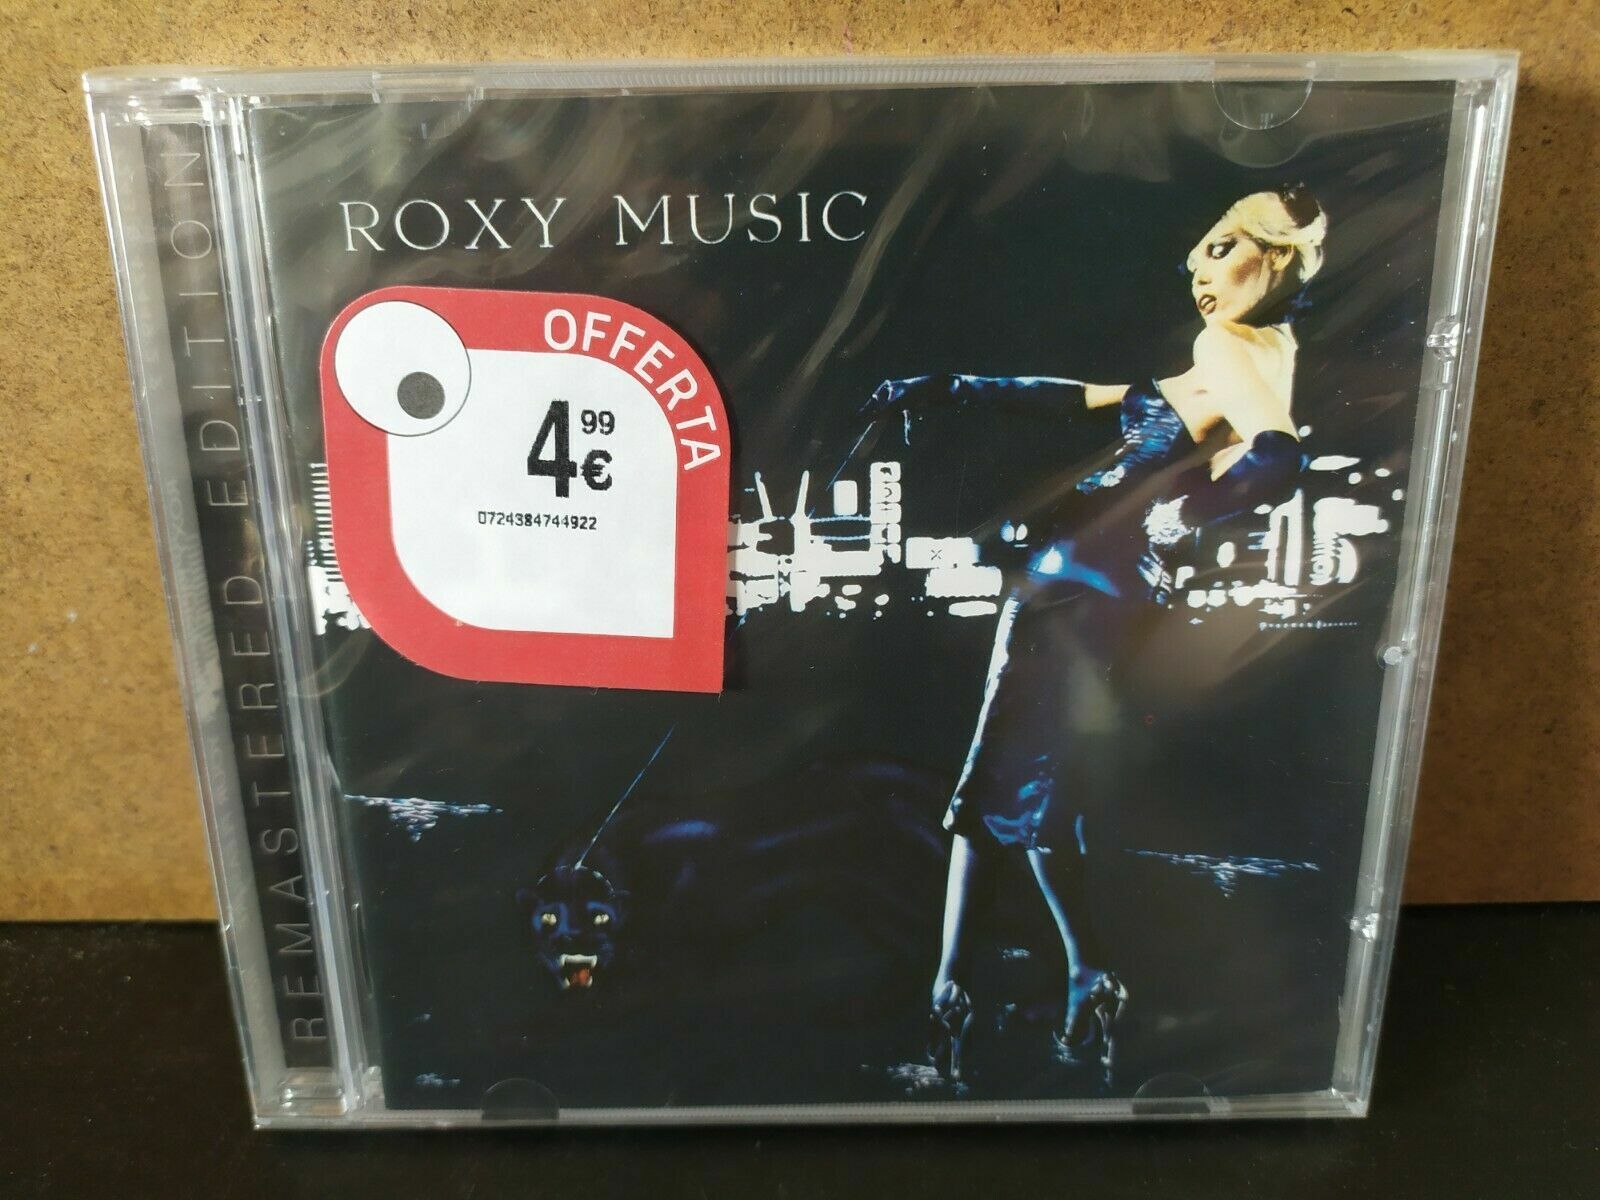 ROXY MUSIC
OFFERTA
4 99 €
0724384744922
REMASTERED EDITION